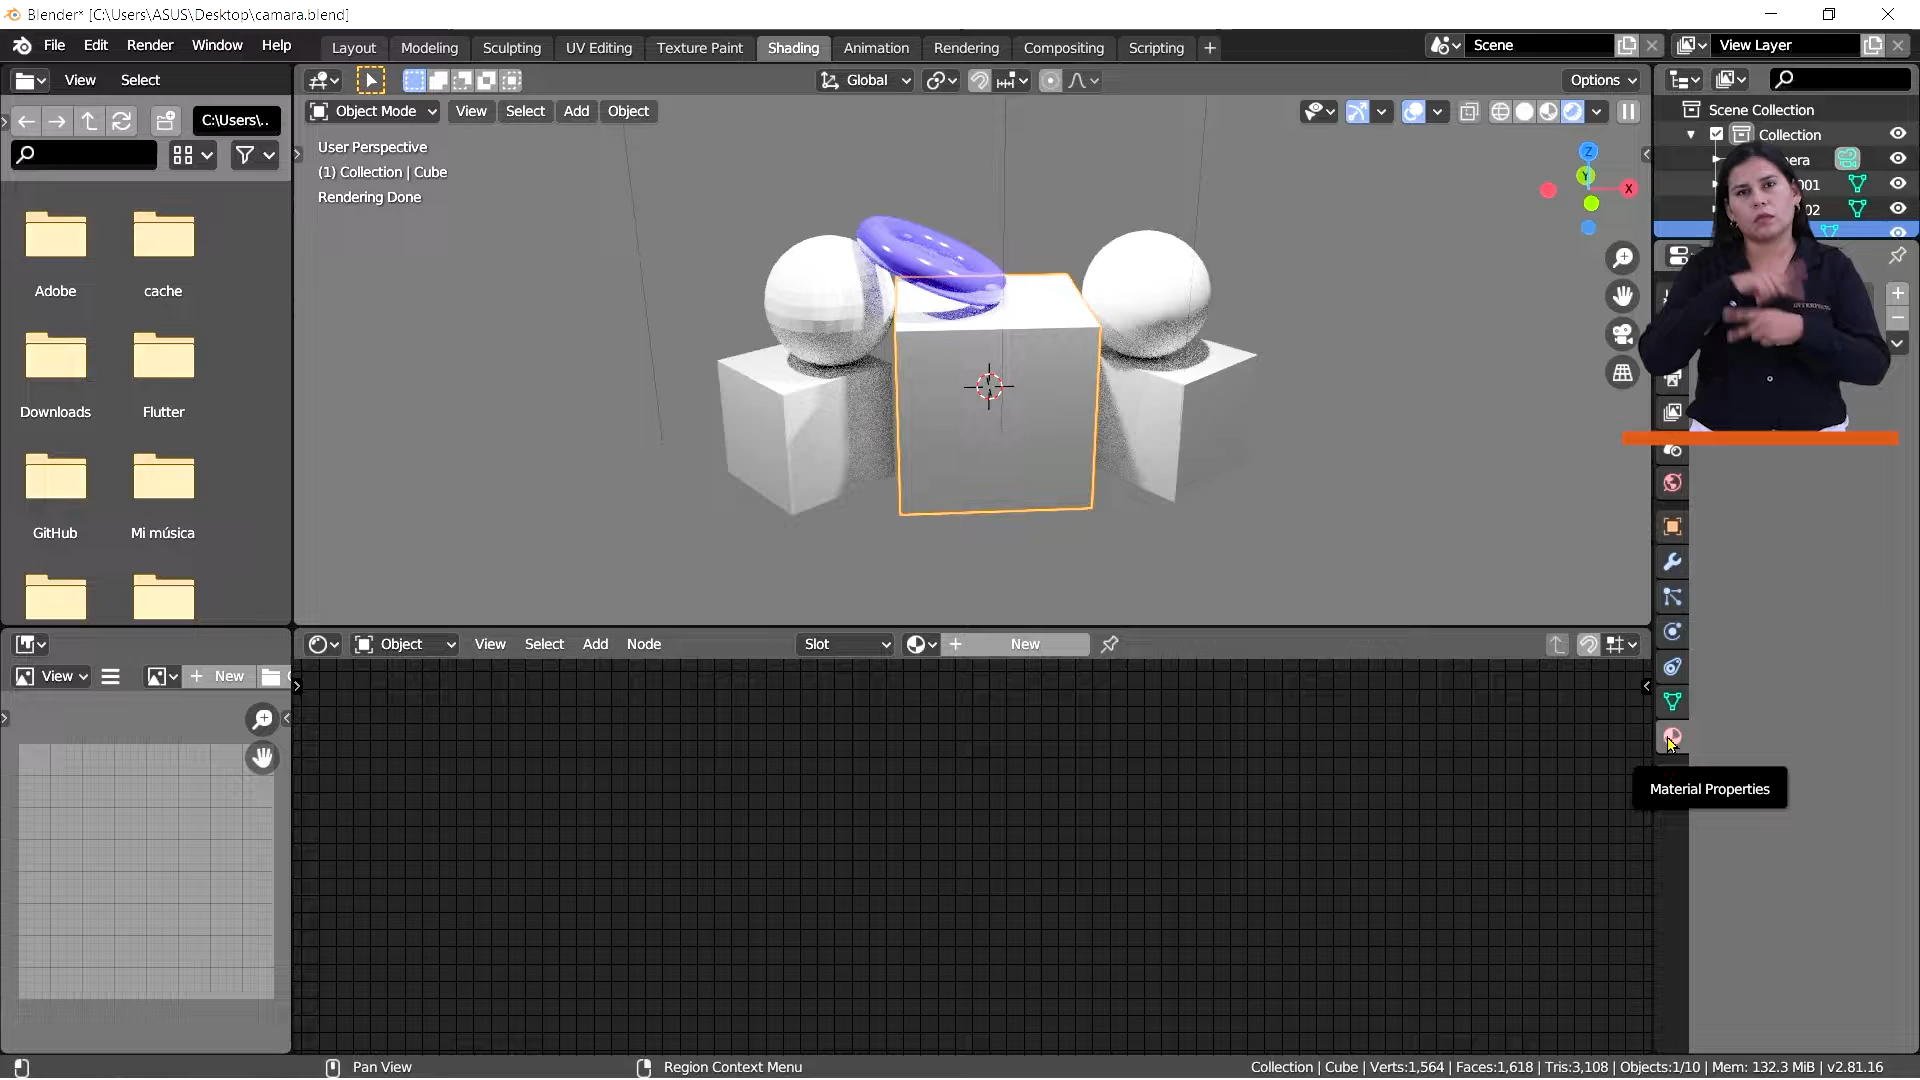 Blender* [C:\Users\ASUS\Desktop\camara.blend]
File Edit Render Window Help
Layout Modeling Sculpting UV Editing Texture Paint Shading Animation Rendering Compositing Scripting +
Scene
View Layer
View Select
Global
Options
C:\Users\..
Object Mode View Select Add Object
User Perspective
(1) Collection | Cube
Rendering Done
Z
Y
X
Scene Collection
Collection
era
001
02
Adobe
cache
Downloads
Flutter
GitHub
Mi música
Object View Select Add Node
Slot
New
View
New
Material Properties
Pan View
Region Context Menu
Collection | Cube | Verts:1,564 | Faces:1,618 | Tris:3,108 | Objects:1/10 | Mem: 132.3 MiB | v2.81.16